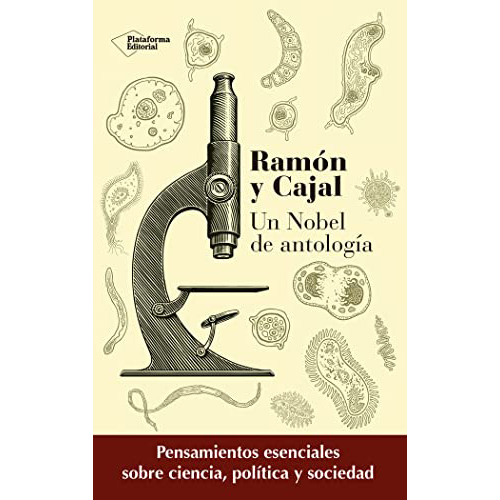 Plataforma
Editorial
Ramón
y Cajal
Un Nobel
de antología
Pensamientos esenciales
sobre ciencia, política y sociedad